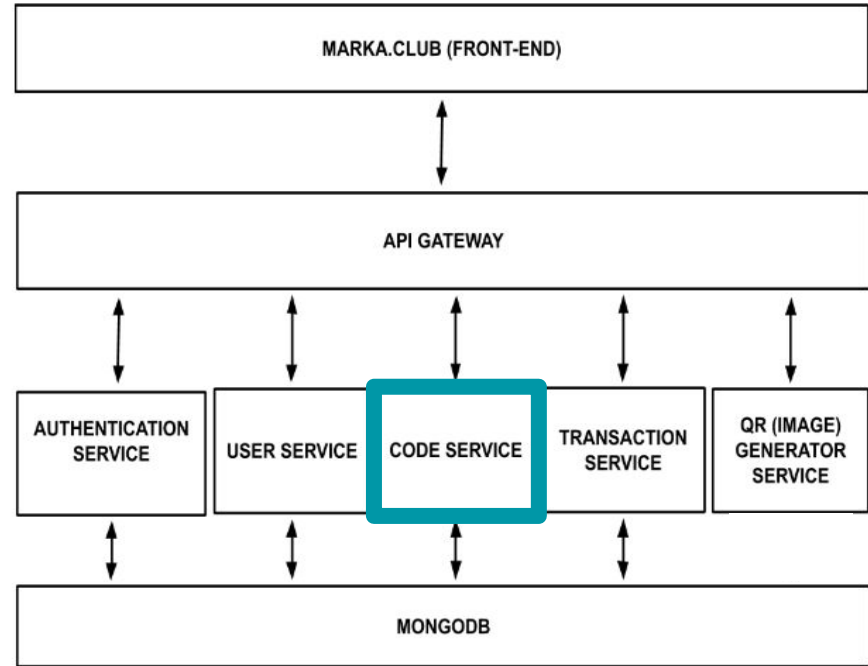 MARKA.CLUB (FRONT-END)
API GATEWAY
AUTHENTICATION
SERVICE
USER SERVICE
CODE SERVICE
TRANSACTION
SERVICE
QR (IMAGE)
GENERATOR
SERVICE
MONGODB